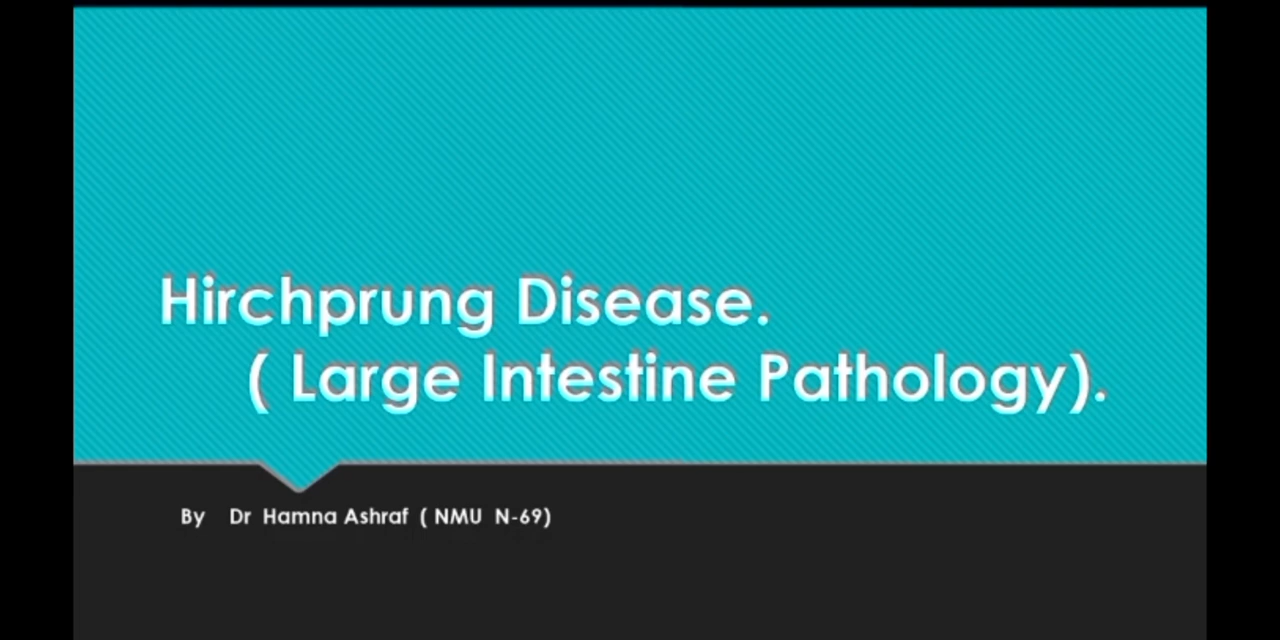 Hirchprung Disease.
( Large Intestine Pathology).
By Dr Hamna Ashraf ( NMU N-69)